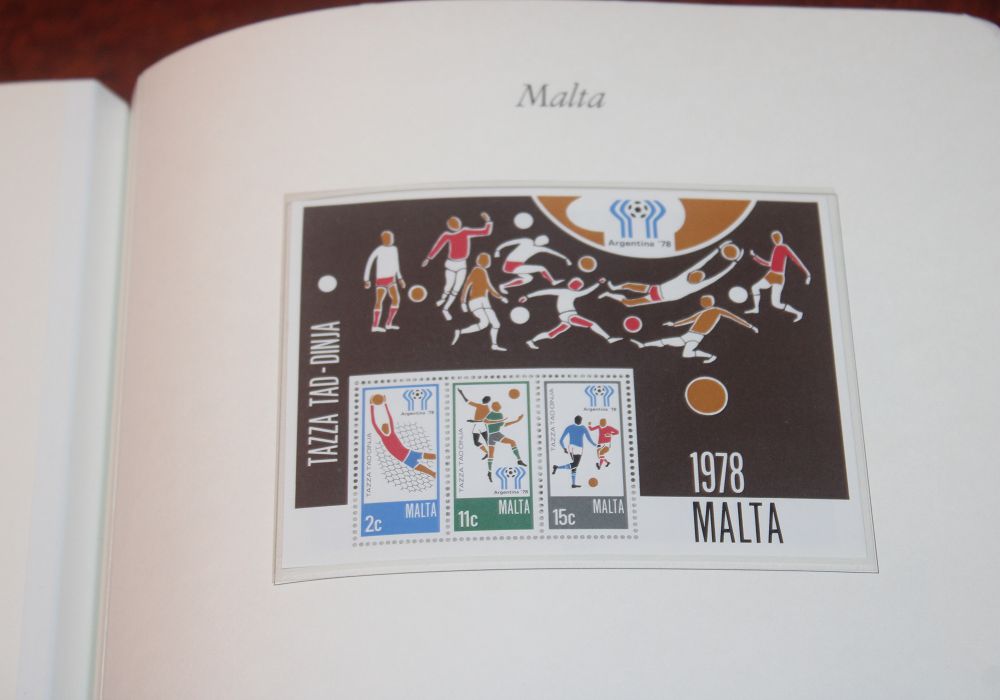 Malta
Argentina '78
TAZZA TAD-DINJA
TAZZA TAD-DINJA
Argentina '78
2c MALTA
TAZZA TAD-DINJA
Argentina '78
11c MALTA
TAZZA TAD-DINJA
Argentina '78
15c MALTA
1978
MALTA